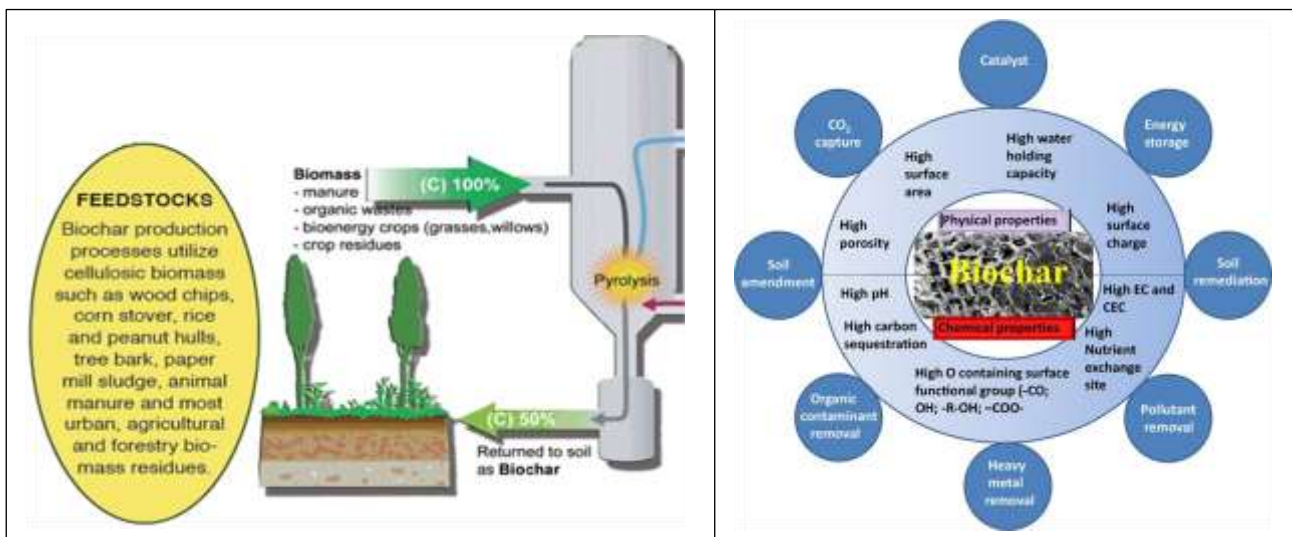 FEEDSTOCKS
Biochar production
processes utilize
cellulosic biomass
such as wood chips,
corn stover, rice
and peanut hulls,
tree bark, paper
mill sludge, animal
manure and most
urban, agricultural
and forestry bio-
mass residues.
Biomass
- manure
- organic wastes
- bioenergy crops (grasses,willows)
- crop residues
(C) 100%
Pyrolysis
(C) 50%
Returned to soil
as Biochar
Catalyst
CO2
capture
Energy
storage
Soil
amendment
Soil
remediation
Organic
contaminant
removal
Pollutant
removal
Heavy
metal
removal
High
surface
area
High water
holding
capacity
High
porosity
High
surface
charge
Physical properties
Biochar
Chemical properties
High pH
High EC and
CEC
High carbon
sequestration
High
Nutrient
exchange
site
High O containing surface
functional group (-CO;
OH; -R-OH; –COO-